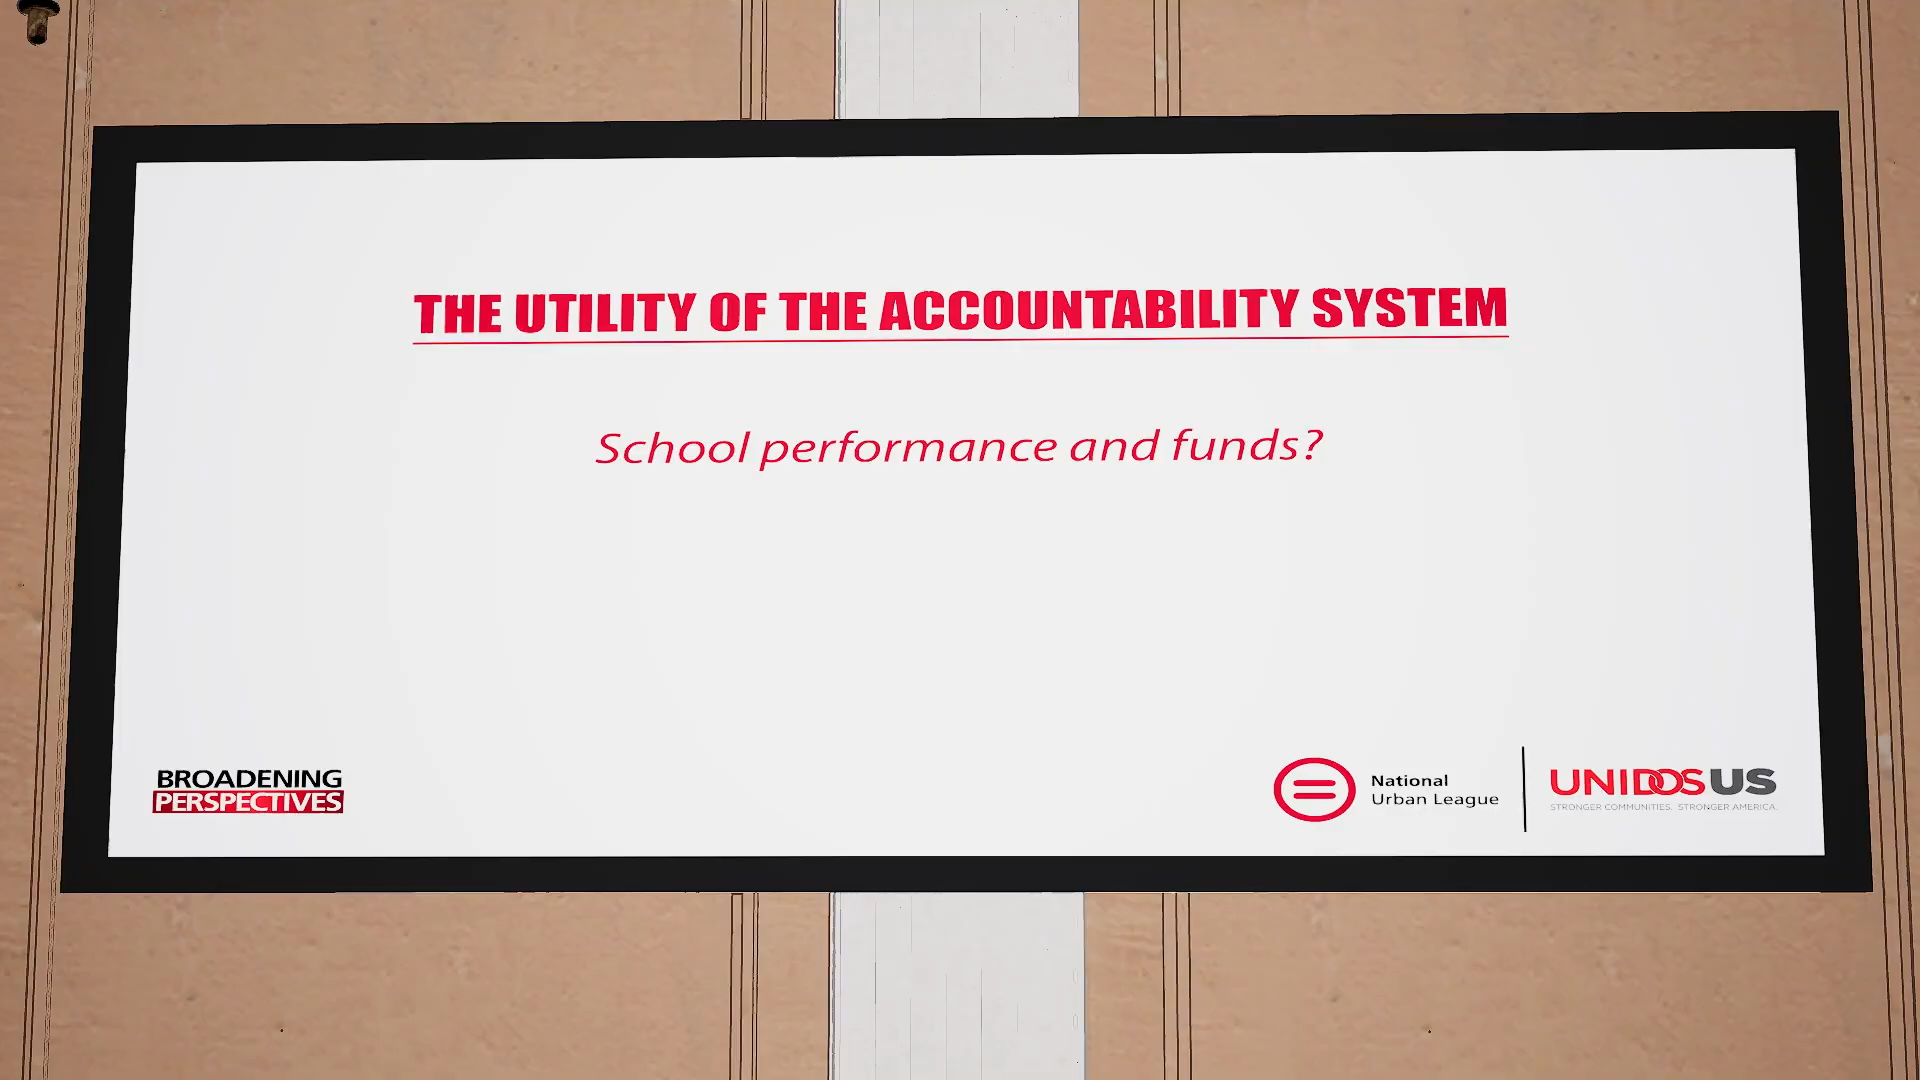 THE UTILITY OF THE ACCOUNTABILITY SYSTEM
School performance and funds?
BROADENING
PERSPECTIVES
National
Urban League
UNIDOSUS
STRONGER COMMUNITIES. STRONGER AMERICA.